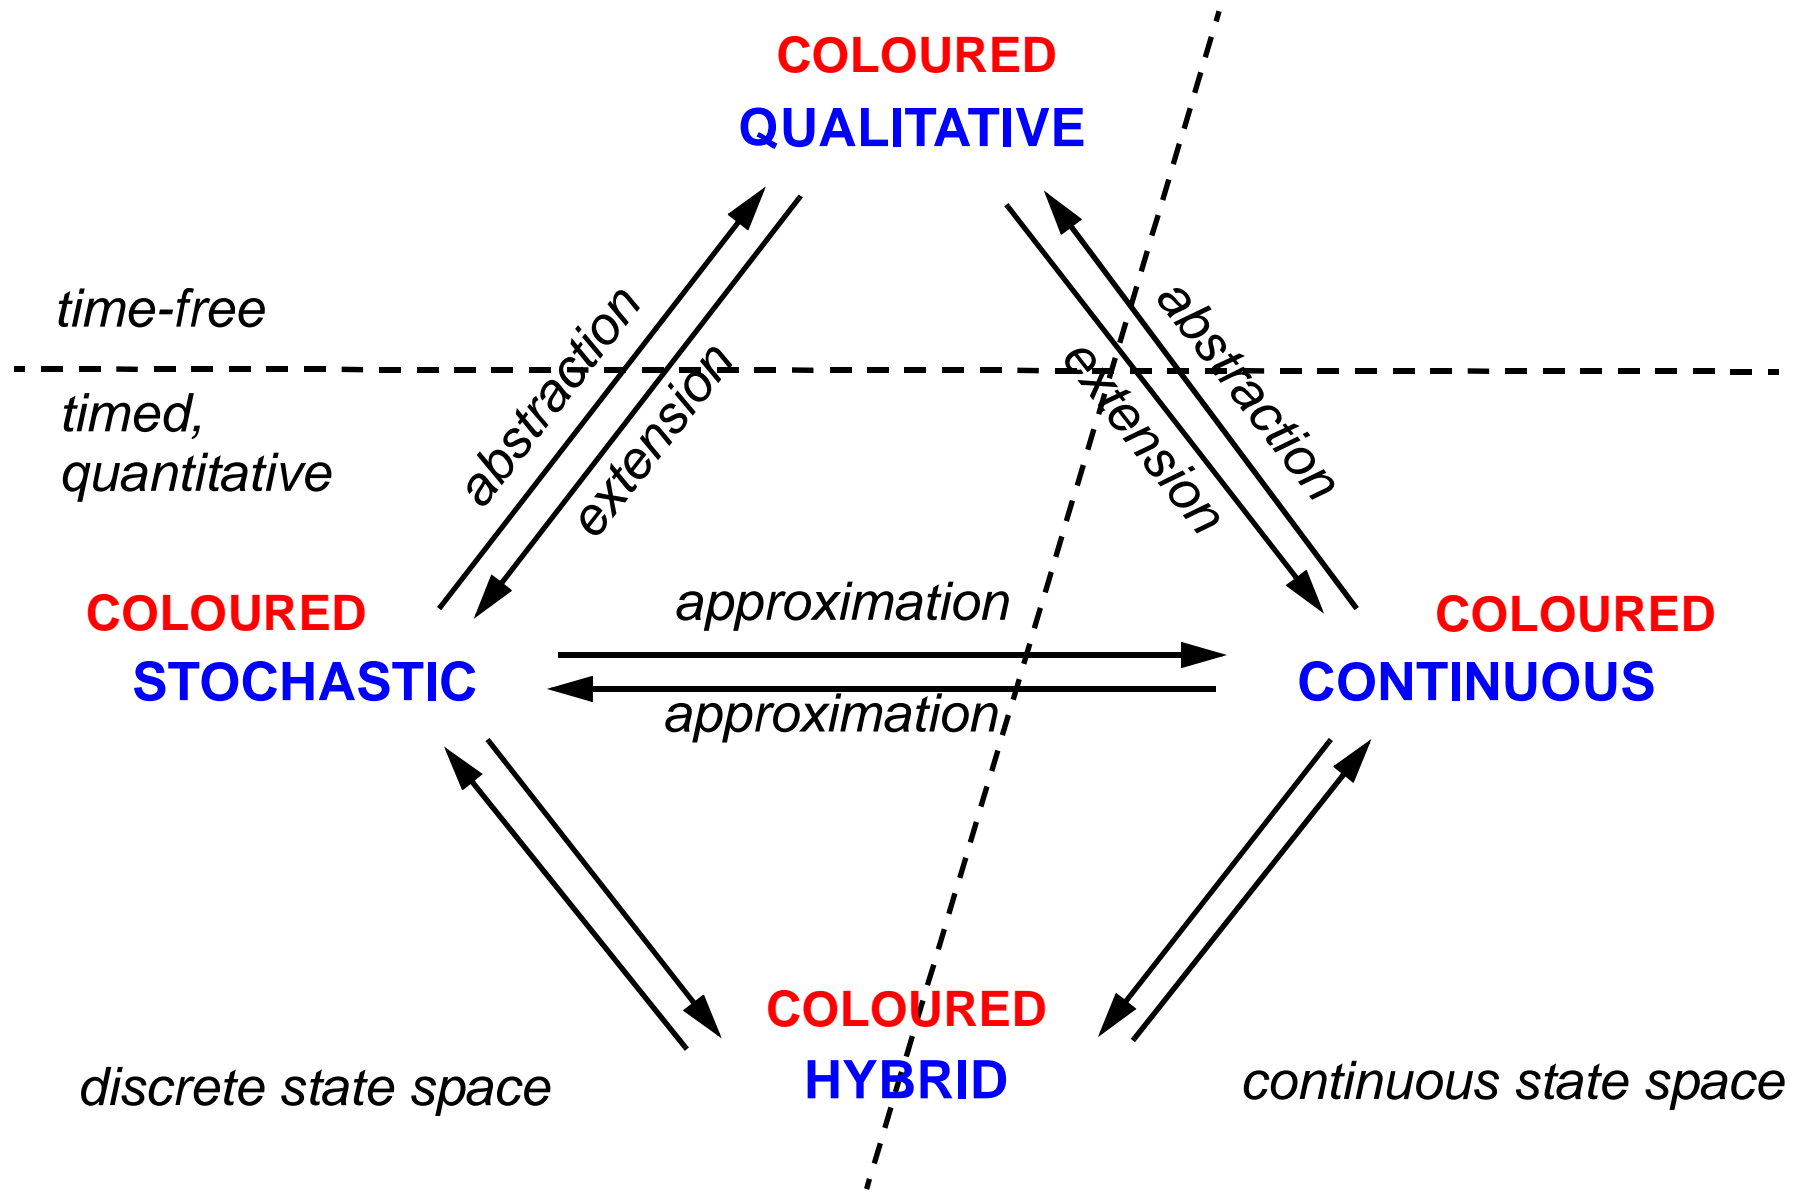 COLOURED
QUALITATIVE
time-free
abstraction
extension
extension
abstraction
timed,
quantitative
COLOURED
STOCHASTIC
approximation
approximation
COLOURED
CONTINUOUS
COLOURED
HYBRID
discrete state space
continuous state space